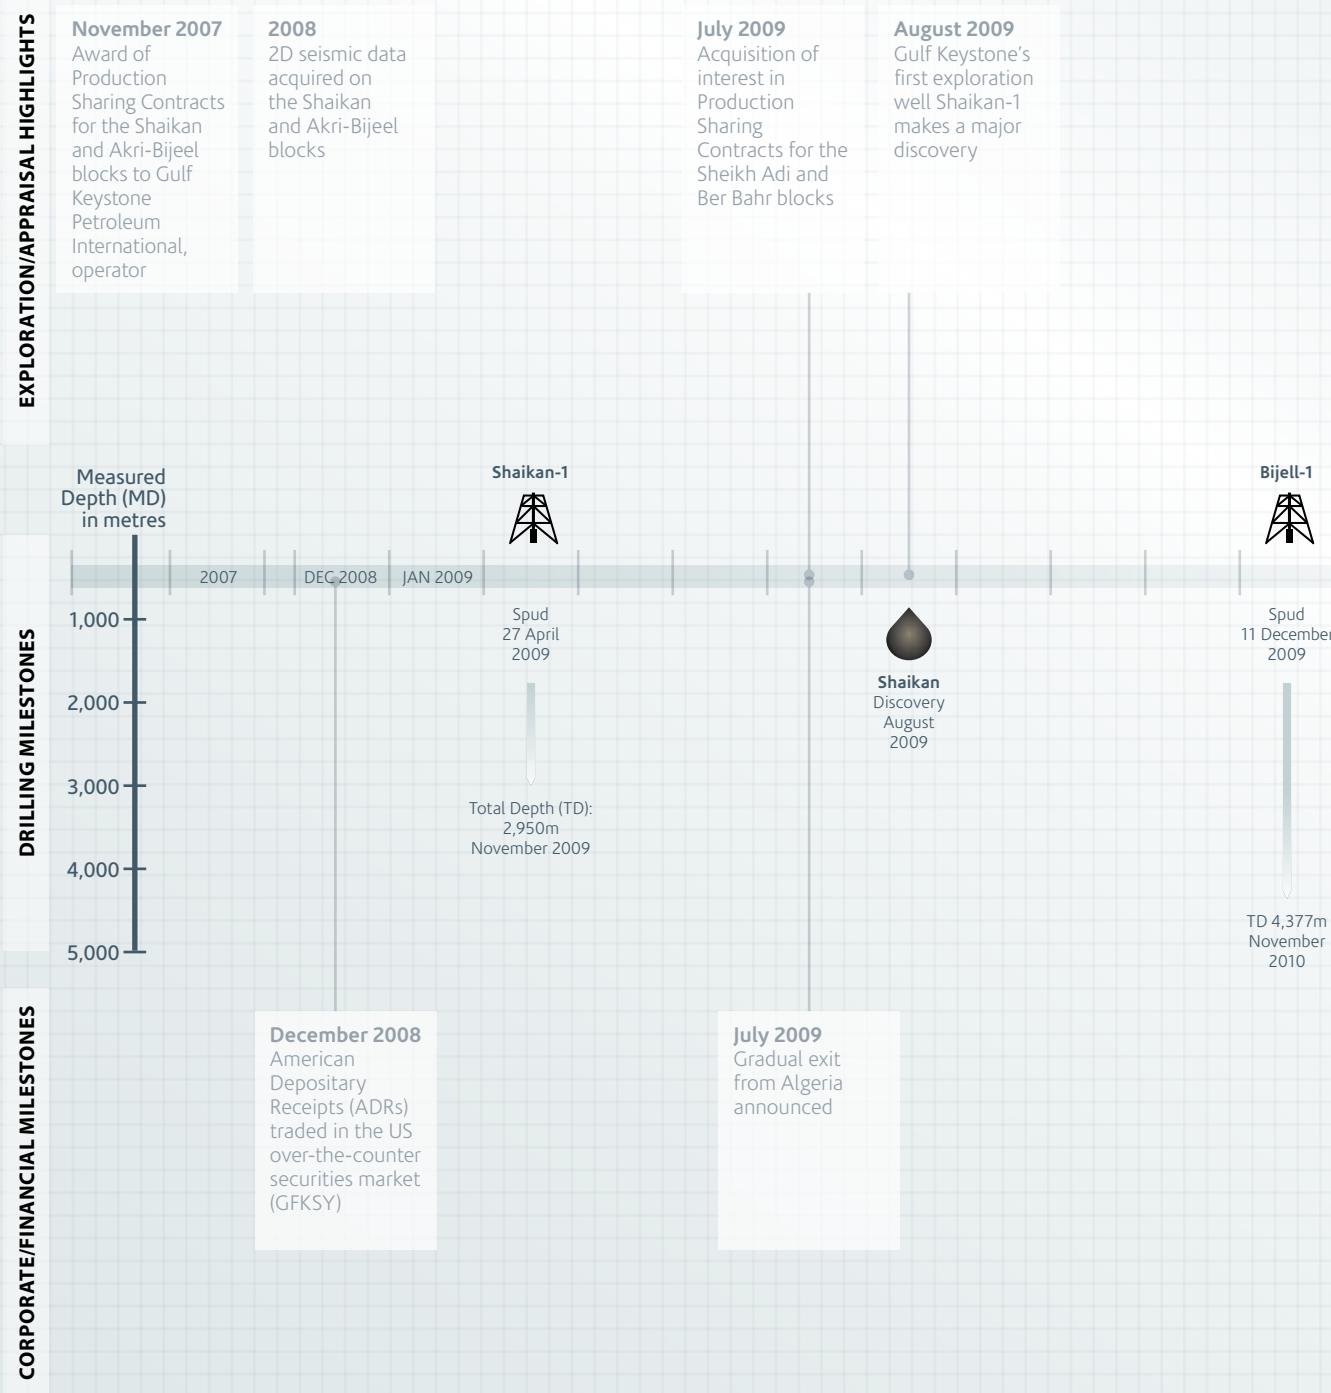 EXPLORATION/APPRAISAL HIGHLIGHTS
November 2007
Award of
Production
Sharing Contracts
for the Shaikan
and Akri-Bijeel
blocks to Gulf
Keystone
Petroleum
International,
operator
2008
2D seismic data
acquired on
the Shaikan
and Akri-Bijeel
blocks
July 2009
Acquisition of
interest in
Production
Sharing
Contracts for the
Sheikh Adi and
Ber Bahr blocks
August 2009
Gulf Keystone's
first exploration
well Shaikan-1
makes a major
discovery
DRILLING MILESTONES
Measured
Depth (MD)
in metres
1,000
2,000
3,000
4,000
5,000
2007
DEC 2008
JAN 2009
Shaikan-1
Spud
27 April
2009
Total Depth (TD):
2,950m
November 2009
Shaikan
Discovery
August
2009
Bijell-1
Spud
11 December
2009
TD 4,377m
November
2010
CORPORATE/FINANCIAL MILESTONES
December 2008
American
Depositary
Receipts (ADRs)
traded in the US
over-the-counter
securities market
(GFKSY)
July 2009
Gradual exit
from Algeria
announced